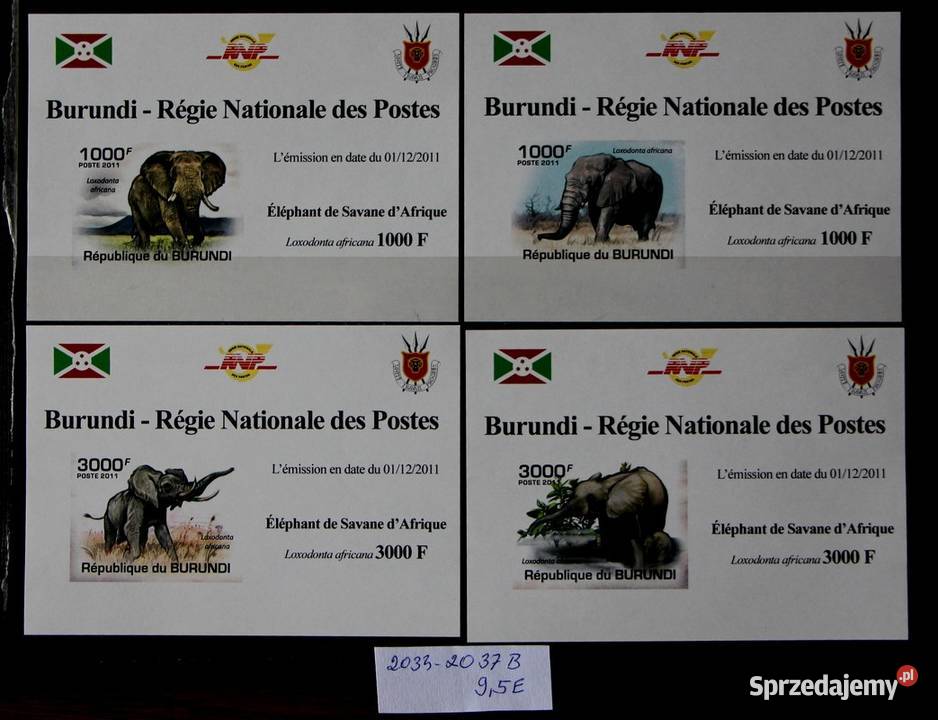 RNP
Burundi - Régie Nationale des Postes
1000F
POSTE 2011
Loxodonta
africana
République du BURUNDI
L'émission en date du 01/12/2011
Éléphant de Savane d'Afrique
Loxodonta africana 1000 F
RNP
Burundi - Régie Nationale des Postes
1000F
POSTE 2011
Loxodonta africana
République du BURUNDI
L'émission en date du 01/12/2011
Éléphant de Savane d'Afrique
Loxodonta africana 1000 F
RNP
Burundi - Régie Nationale des Postes
3000F
POSTE 2011
Loxodonta
africana
République du BURUNDI
L'émission en date du 01/12/2011
Éléphant de Savane d'Afrique
Loxodonta africana 3000 F
RNP
Burundi - Régie Nationale des Postes
3000F
POSTE 2011
Loxodonta africana
République du BURUNDI
L'émission en date du 01/12/2011
Éléphant de Savane d'Afrique
Loxodonta africana 3000 F
2033-2037B
9,5E
Sprzedajemy.pl